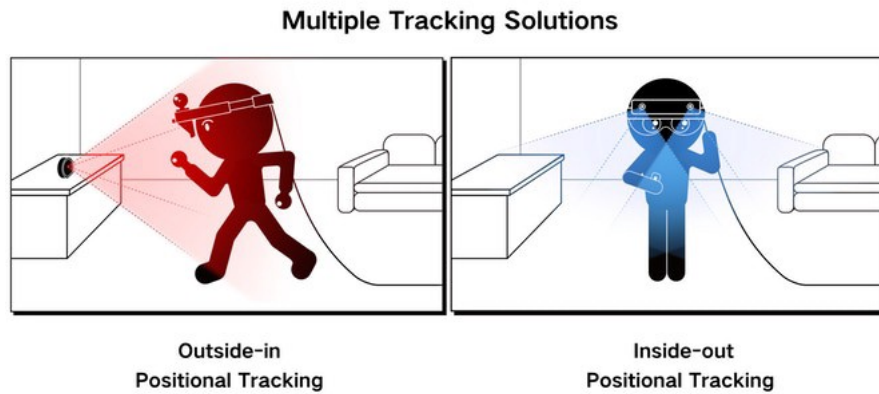 Multiple Tracking Solutions
Outside-in
Positional Tracking
Inside-out
Positional Tracking